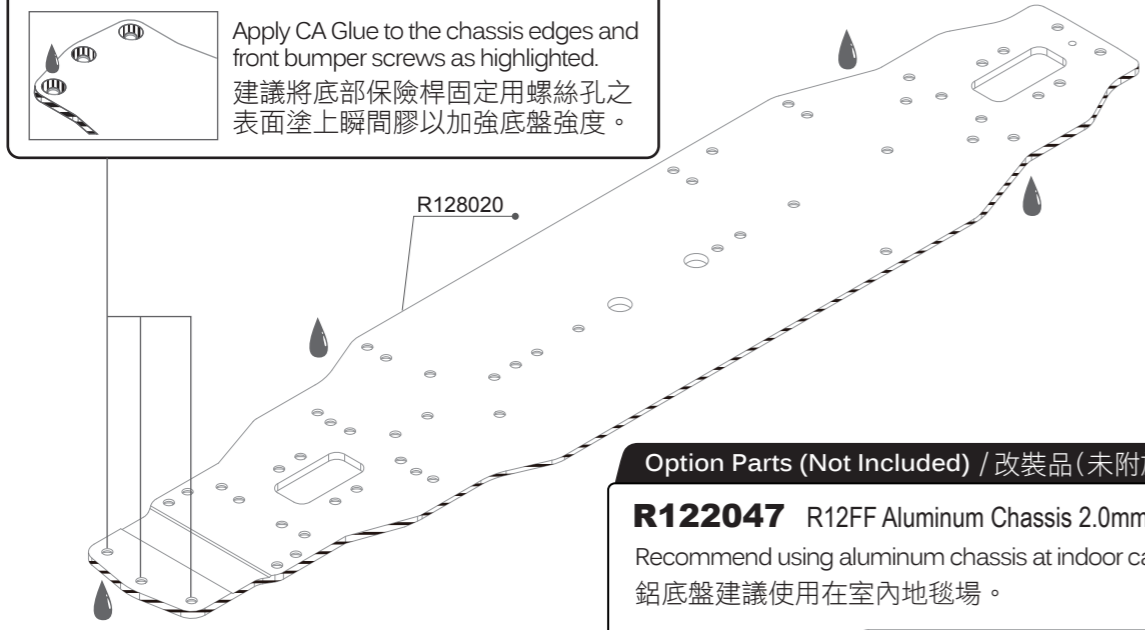 Apply CA Glue to the chassis edges and
front bumper screws as highlighted.
建議將底部保險桿固定用螺絲孔之
表面塗上瞬間膠以加強底盤強度。
R128020
Option Parts (Not Included) / 改裝品(未附
R122047 R12FF Aluminum Chassis 2.0mm
Recommend using aluminum chassis at indoor
鋁底盤建議使用在室內地毯場。